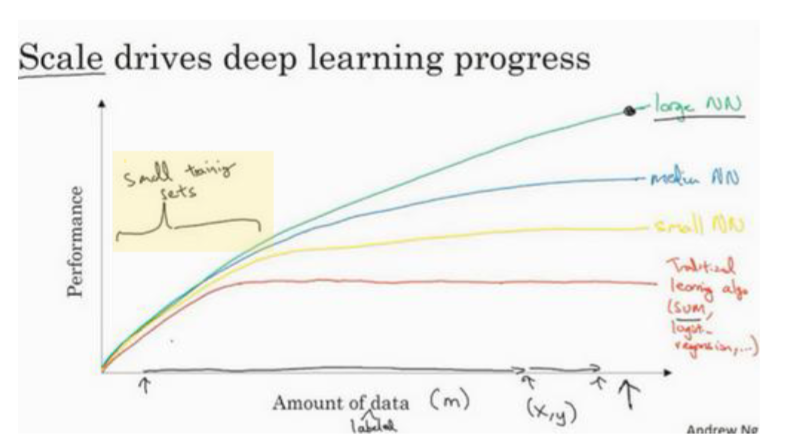 Scale drives deep learning progress
large NN
small training
sets
medium NN
Performance
small NN
Traditional
learning algo
(SVM,
logistic
regression,...)
Amount of data (m)
labeled
(x,y)
Andrew Ng